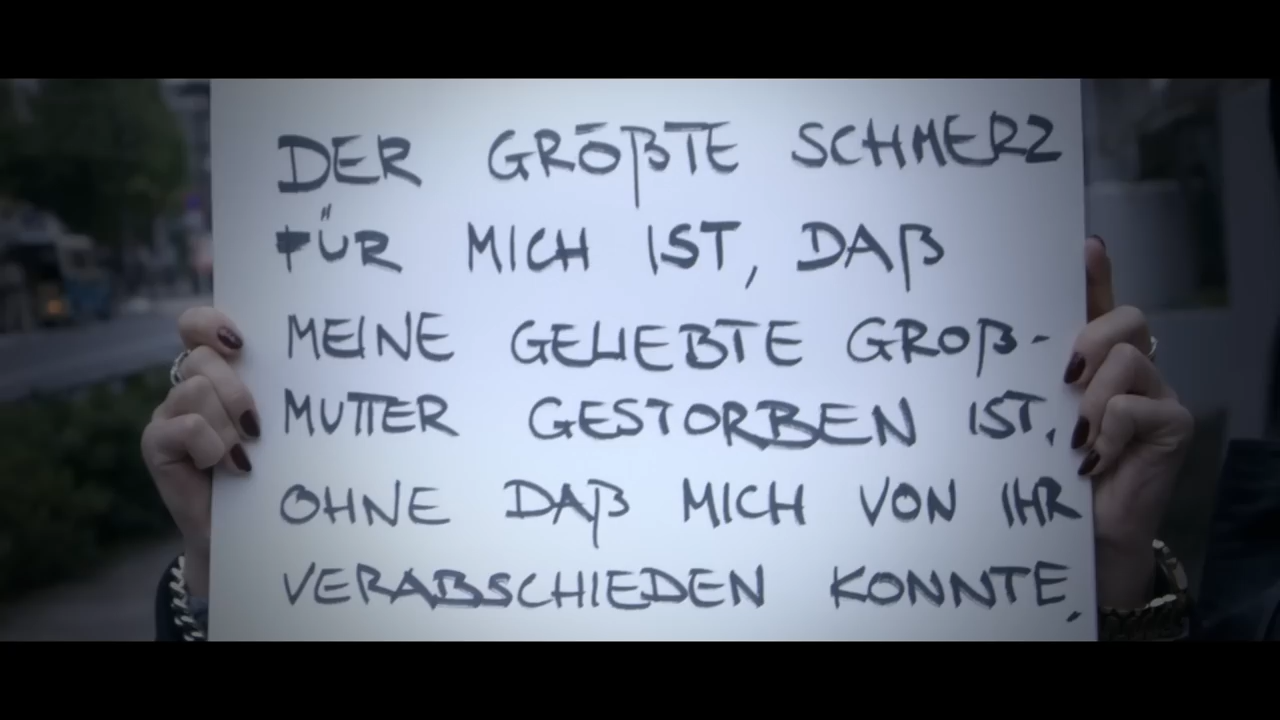 DER GRÖßTE SCHMERZ
FÜR MICH IST, DAß
MEINE GELIEBTE GROß-
MUTTER GESTORBEN IST,
OHNE DAß MICH VON IHR
VERABSCHIEDEN KONNTE,